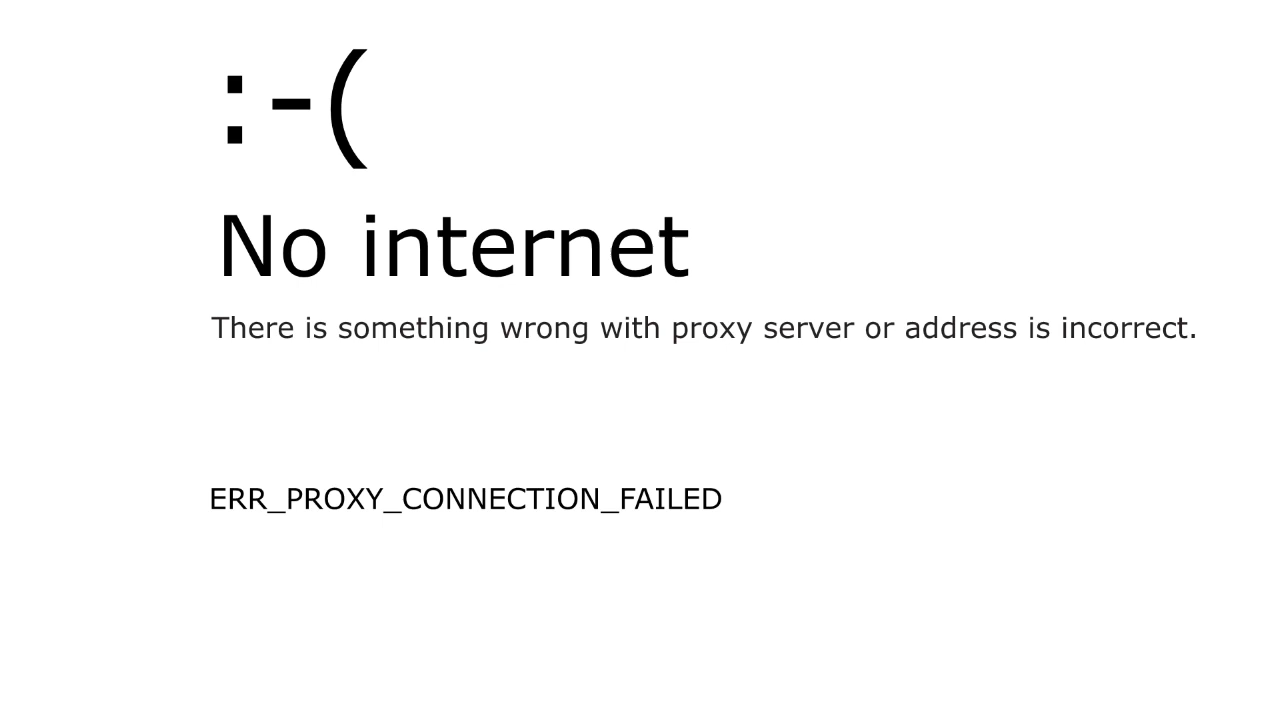 :-(
No internet
There is something wrong with proxy server or address is incorrect.
ERR_PROXY_CONNECTION_FAILED